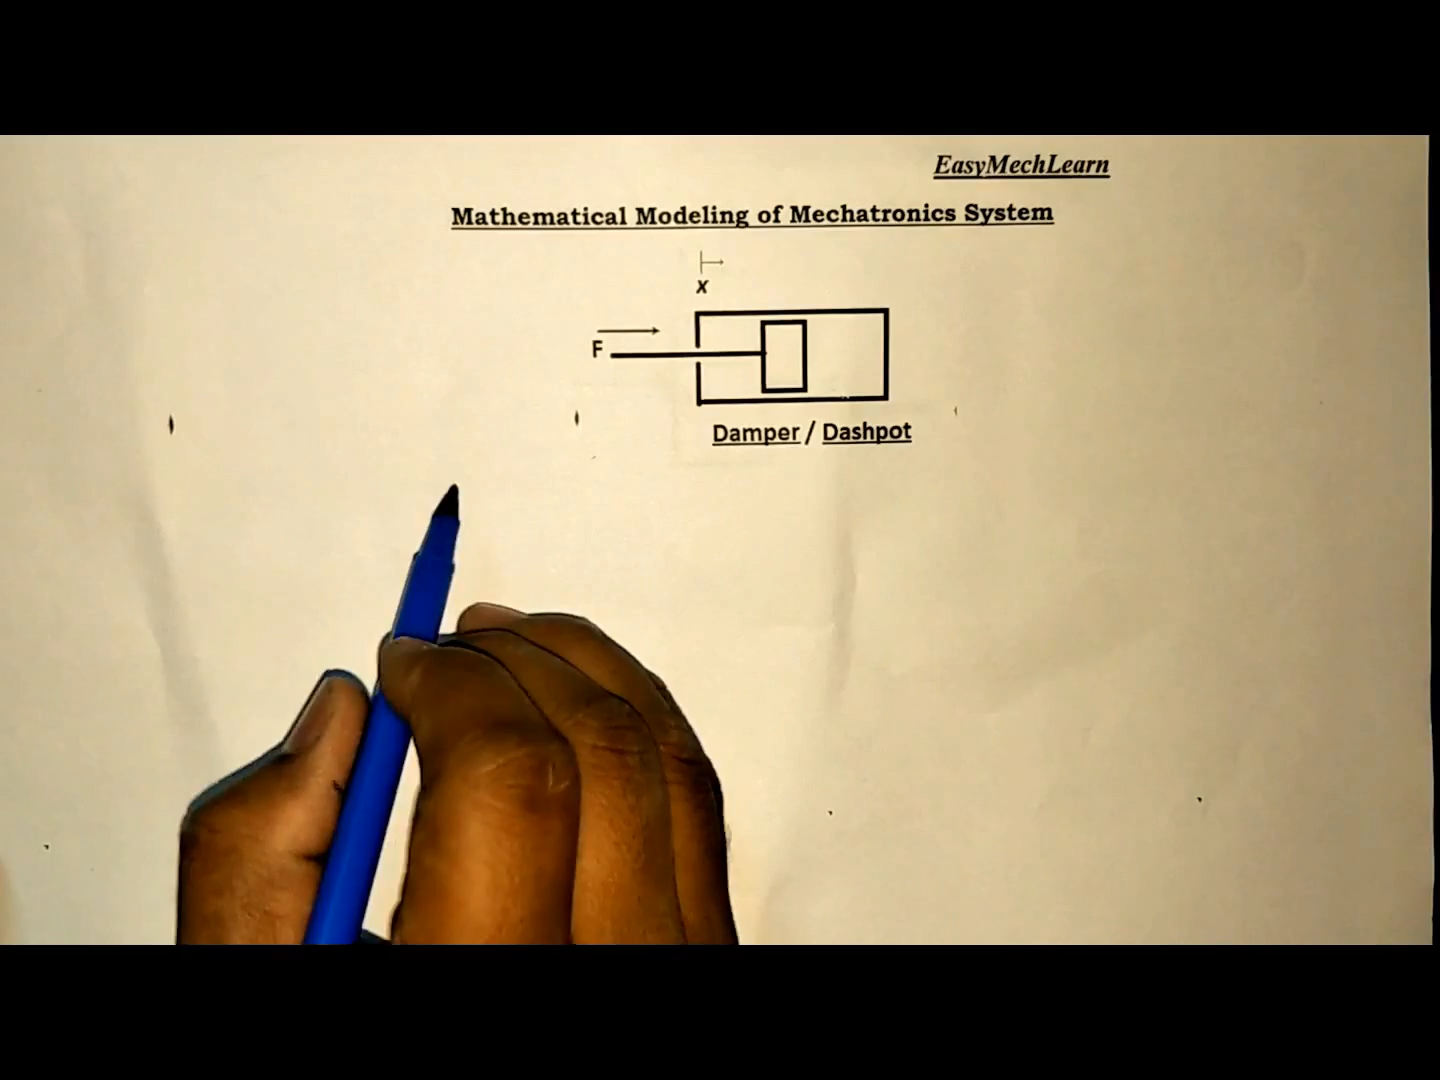 EasyMechLearn
Mathematical Modeling of Mechatronics System
x
F
Damper / Dashpot